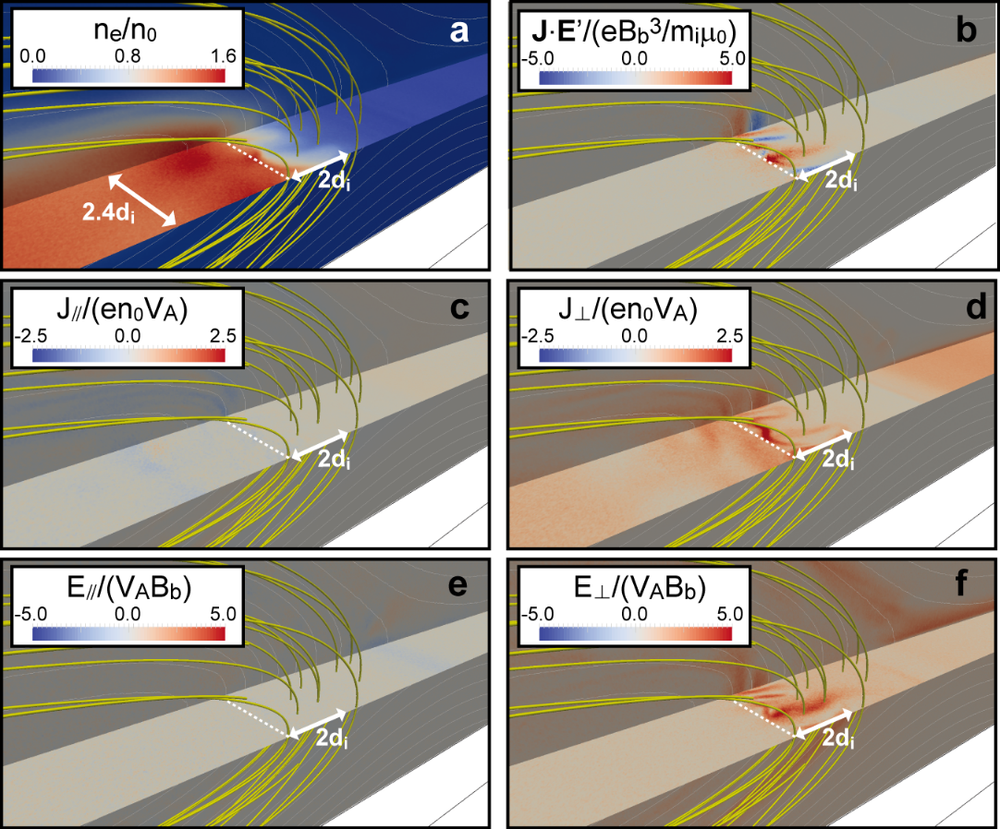 nₑ/n₀
0.0 0.8 1.6
a
2dᵢ
2.4dᵢ
J·E'/(eB_b³/mᵢμ₀)
-5.0 0.0 5.0
b
2dᵢ
J⫽/(en₀V_A)
-2.5 0.0 2.5
c
2dᵢ
J⊥/(en₀V_A)
-2.5 0.0 2.5
d
2dᵢ
E⫽/(V_AB_b)
-5.0 0.0 5.0
e
2dᵢ
E⊥/(V_AB_b)
-5.0 0.0 5.0
f
2dᵢ